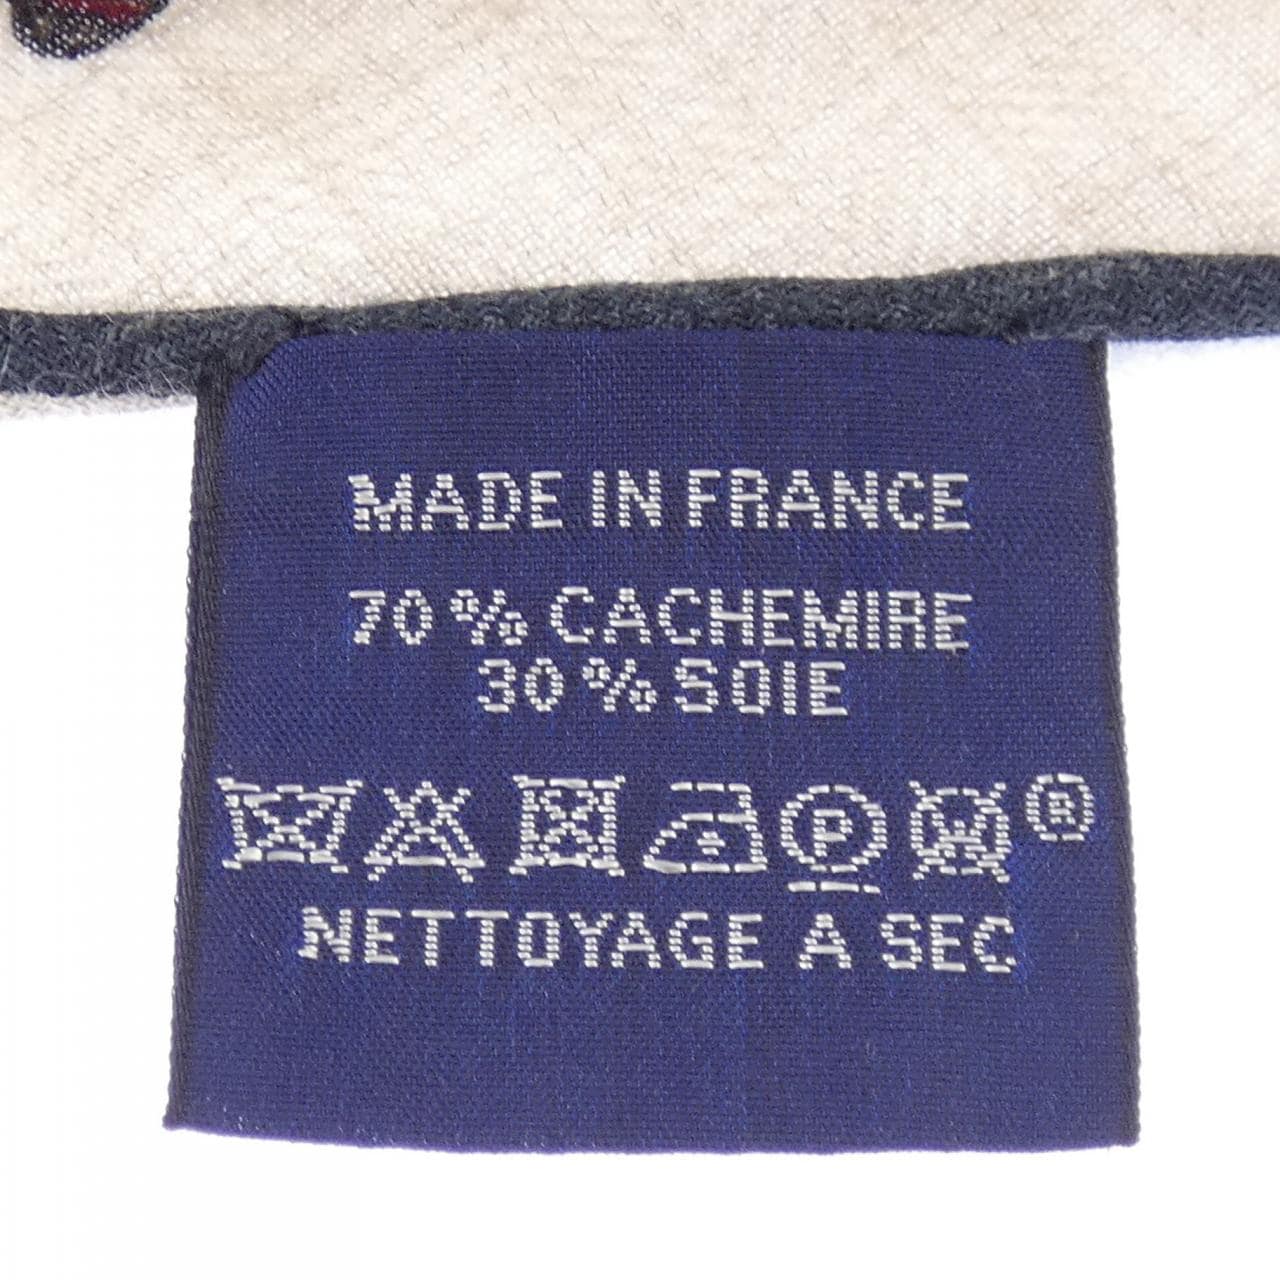 MADE IN FRANCE
70 % CACHEMIRE
30 % SOIE
P W ®
NETTOYAGE A SEC